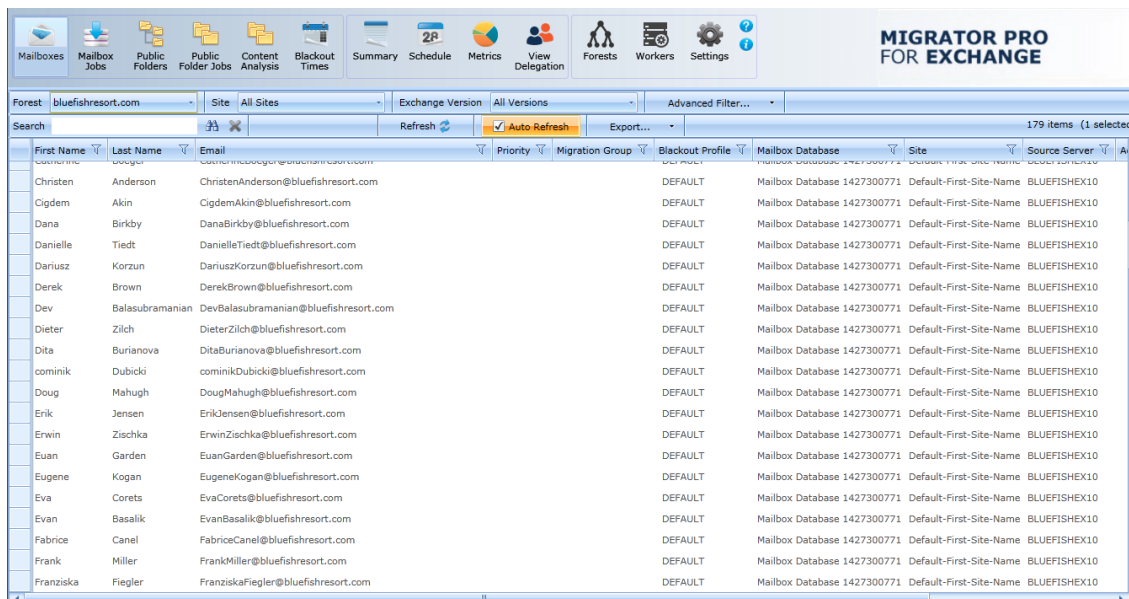 Mailboxes Mailbox Jobs Public Folders Public Folder Jobs Content Analysis Blackout Times Summary 28 Schedule Metrics View Delegation Forests Workers Settings ? i
MIGRATOR PRO
FOR EXCHANGE
Forest bluefishresort.com Site All Sites Exchange Version All Versions Advanced Filter...
Search Refresh Auto Refresh Export... 179 items (1 selected
First Name Last Name Email Priority Migration Group Blackout Profile Mailbox Database Site Source Server
Catherine Boeger CatherineBoeger@bluefishresort.com DEFAULT Mailbox Database 1427300771 Default-First-Site-Name BLUEFISHEX10
Christen Anderson ChristenAnderson@bluefishresort.com DEFAULT Mailbox Database 1427300771 Default-First-Site-Name BLUEFISHEX10
Cigdem Akin CigdemAkin@bluefishresort.com DEFAULT Mailbox Database 1427300771 Default-First-Site-Name BLUEFISHEX10
Dana Birkby DanaBirkby@bluefishresort.com DEFAULT Mailbox Database 1427300771 Default-First-Site-Name BLUEFISHEX10
Danielle Tiedt DanielleTiedt@bluefishresort.com DEFAULT Mailbox Database 1427300771 Default-First-Site-Name BLUEFISHEX10
Dariusz Korzun DariuszKorzun@bluefishresort.com DEFAULT Mailbox Database 1427300771 Default-First-Site-Name BLUEFISHEX10
Derek Brown DerekBrown@bluefishresort.com DEFAULT Mailbox Database 1427300771 Default-First-Site-Name BLUEFISHEX10
Dev Balasubramanian DevBalasubramanian@bluefishresort.com DEFAULT Mailbox Database 1427300771 Default-First-Site-Name BLUEFISHEX10
Dieter Zilch DieterZilch@bluefishresort.com DEFAULT Mailbox Database 1427300771 Default-First-Site-Name BLUEFISHEX10
Dita Burianova DitaBurianova@bluefishresort.com DEFAULT Mailbox Database 1427300771 Default-First-Site-Name BLUEFISHEX10
cominik Dubicki cominikDubicki@bluefishresort.com DEFAULT Mailbox Database 1427300771 Default-First-Site-Name BLUEFISHEX10
Doug Mahugh DougMahugh@bluefishresort.com DEFAULT Mailbox Database 1427300771 Default-First-Site-Name BLUEFISHEX10
Erik Jensen ErikJensen@bluefishresort.com DEFAULT Mailbox Database 1427300771 Default-First-Site-Name BLUEFISHEX10
Erwin Zischka ErwinZischka@bluefishresort.com DEFAULT Mailbox Database 1427300771 Default-First-Site-Name BLUEFISHEX10
Euan Garden EuanGarden@bluefishresort.com DEFAULT Mailbox Database 1427300771 Default-First-Site-Name BLUEFISHEX10
Eugene Kogan EugeneKogan@bluefishresort.com DEFAULT Mailbox Database 1427300771 Default-First-Site-Name BLUEFISHEX10
Eva Corets EvaCorets@bluefishresort.com DEFAULT Mailbox Database 1427300771 Default-First-Site-Name BLUEFISHEX10
Evan Basalik EvanBasalik@bluefishresort.com DEFAULT Mailbox Database 1427300771 Default-First-Site-Name BLUEFISHEX10
Fabrice Canel FabriceCanel@bluefishresort.com DEFAULT Mailbox Database 1427300771 Default-First-Site-Name BLUEFISHEX10
Frank Miller FrankMiller@bluefishresort.com DEFAULT Mailbox Database 1427300771 Default-First-Site-Name BLUEFISHEX10
Franziska Fiegler FranziskaFiegler@bluefishresort.com DEFAULT Mailbox Database 1427300771 Default-First-Site-Name BLUEFISHEX10